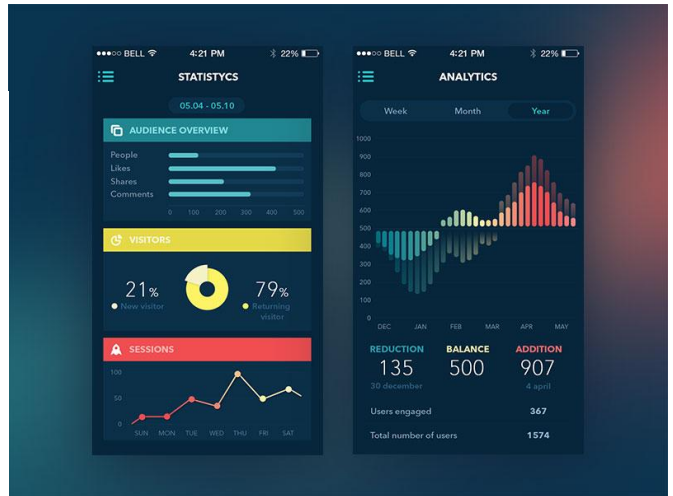 BELL 4:21 PM 22%
STATISTYCS
05.04 - 05.10
AUDIENCE OVERVIEW
People
Likes
Shares
Comments
0 100 200 300 400 500
VISITORS
21% 79%
New visitor Returning
visitor
SESSIONS
100
50
0
SUN MON TUE WED THU FRI SAT
BELL 4:21 PM 22%
ANALYTICS
Week Month Year
1000
900
800
700
600
500
400
300
200
100
0
DEC JAN FEB MAR APR MAY
REDUCTION BALANCE ADDITION
135 500 907
30 december 4 april
Users engaged 367
Total number of users 1574